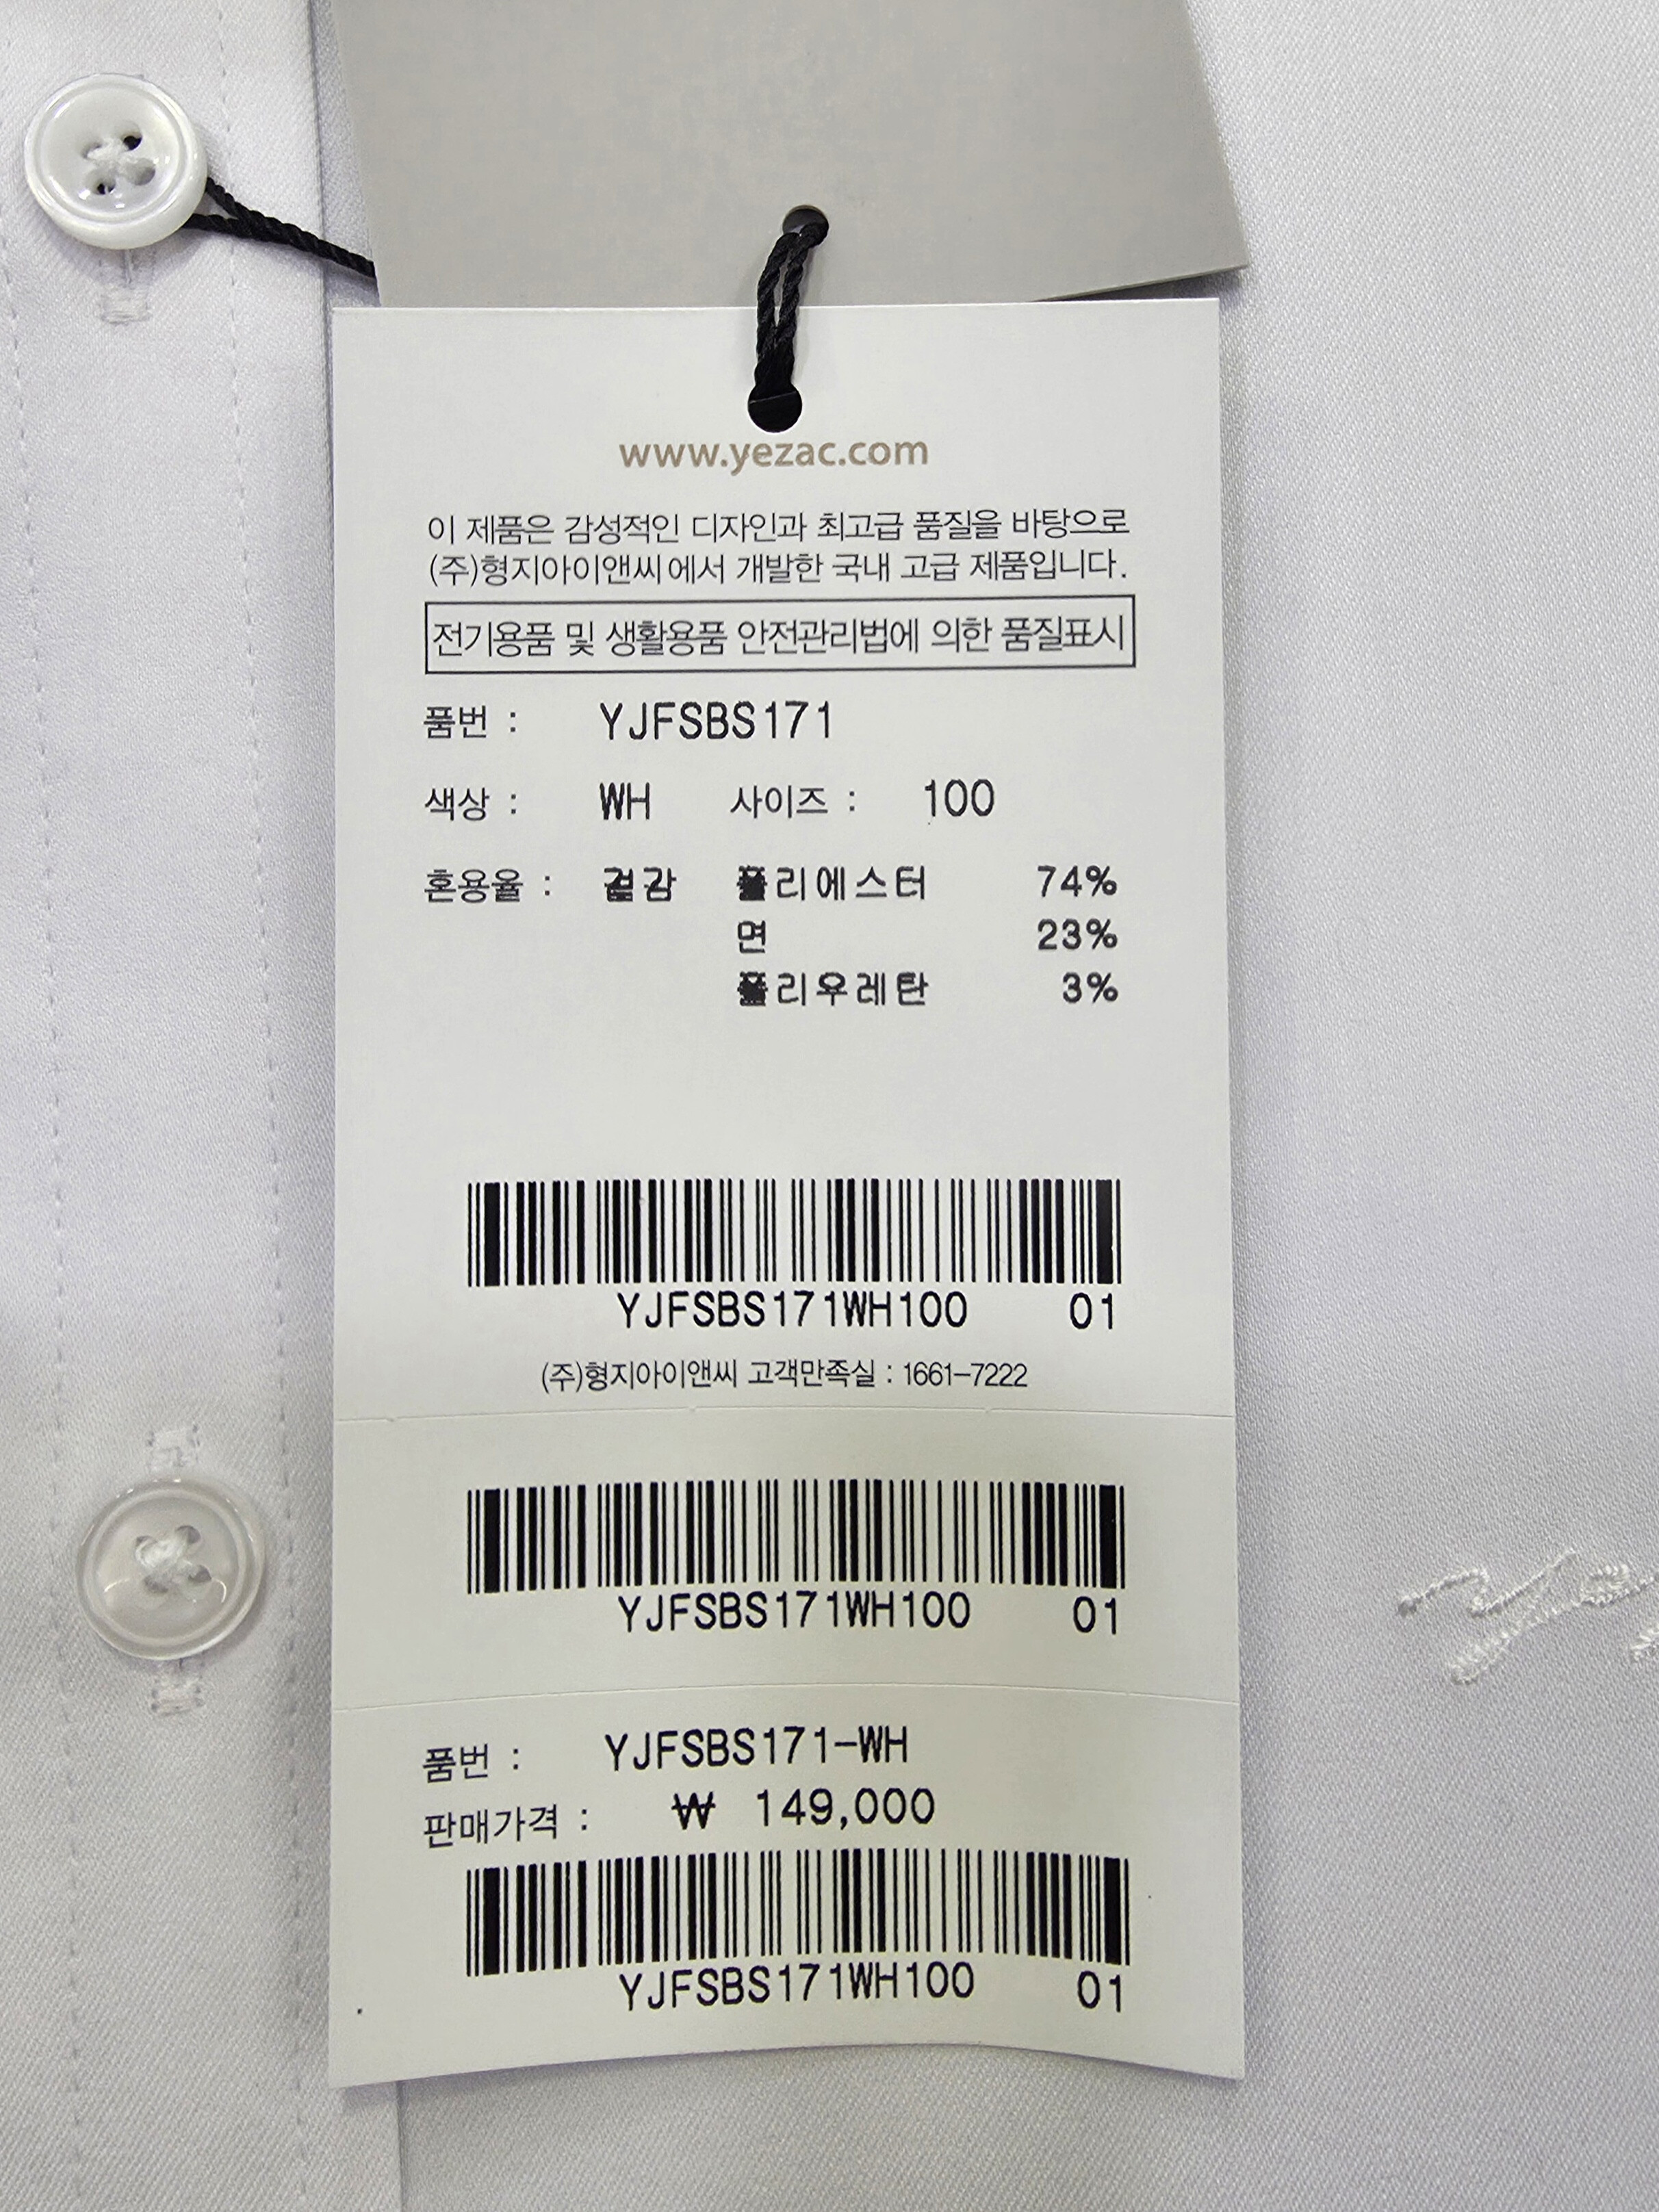 www.yezac.com
이 제품은 감성적인 디자인과 최고급 품질을 바탕으로
(주)형지아이앤씨에서 개발한 국내 고급 제품입니다.
전기용품 및 생활용품 안전관리법에 의한 품질표시
품번 : YJFSBS171
색상 : WH 사이즈 : 100
혼용율 : 겉감 폴리에스터 74%
면 23%
폴리우레탄 3%
YJFSBS171WH100 01
(주)형지아이앤씨 고객만족실 : 1661-7222
YJFSBS171WH100 01
품번 : YJFSBS171-WH
판매가격 : ₩ 149,000
YJFSBS171WH100 01